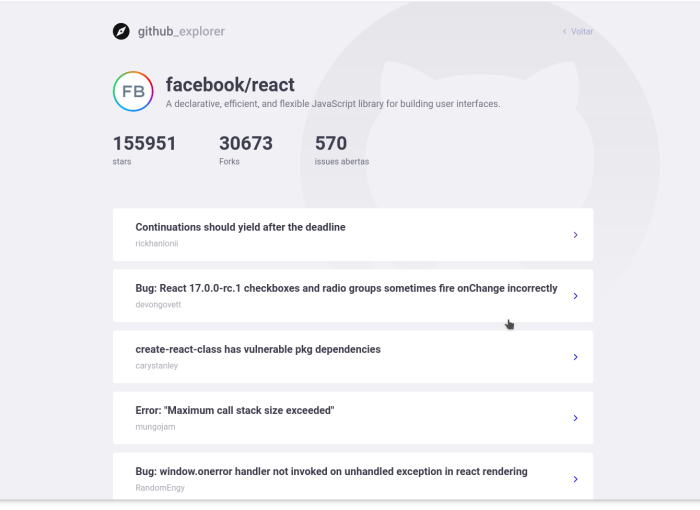 github_explorer
Voltar
FB
facebook/react
A declarative, efficient, and flexible JavaScript library for building user interfaces.
155951 30673 570
stars Forks issues abertas
Continuations should yield after the deadline
rickhanlonii
Bug: React 17.0.0-rc.1 checkboxes and radio groups sometimes fire onChange incorrectly
devongovett
create-react-class has vulnerable pkg dependencies
carystanley
Error: "Maximum call stack size exceeded"
mungojam
Bug: window.onerror handler not invoked on unhandled exception in react rendering
RandomEngy